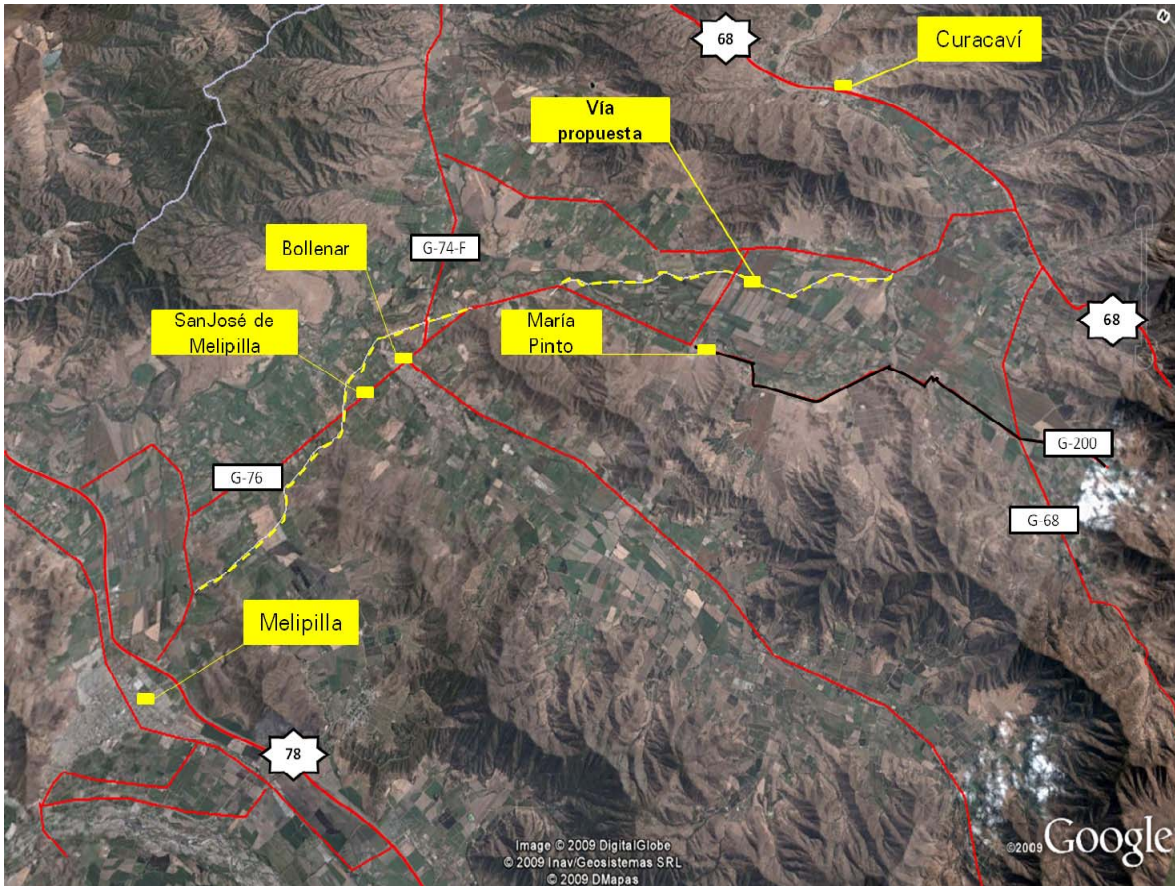 68
Curacaví
Vía
propuesta
G-74-F
Bollenar
SanJosé de
Melipilla
María
Pinto
68
G-200
G-76
G-68
Melipilla
78
Image © 2009 DigitalGlobe
© 2009 Inav/Geosistemas SRL
© 2009 DMapas
©2009 Google